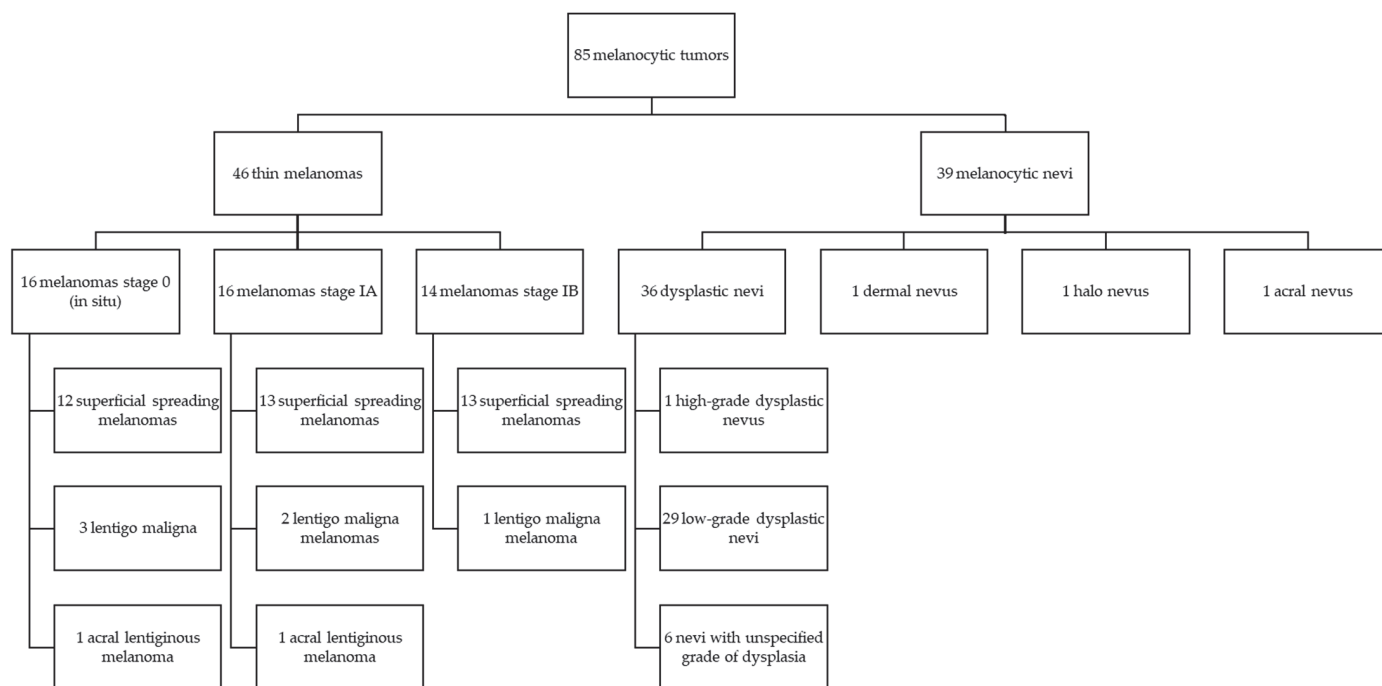 85 melanocytic tumors
46 thin melanomas
39 melanocytic nevi
16 melanomas stage 0
(in situ)
16 melanomas stage IA
14 melanomas stage IB
36 dysplastic nevi
1 dermal nevus
1 halo nevus
1 acral nevus
12 superficial spreading
melanomas
13 superficial spreading
melanomas
13 superficial spreading
melanomas
1 high-grade dysplastic
nevus
3 lentigo maligna
2 lentigo maligna
melanomas
1 lentigo maligna
melanoma
29 low-grade dysplastic
nevi
1 acral lentiginous
melanoma
1 acral lentiginous
melanoma
6 nevi with unspecified
grade of dysplasia